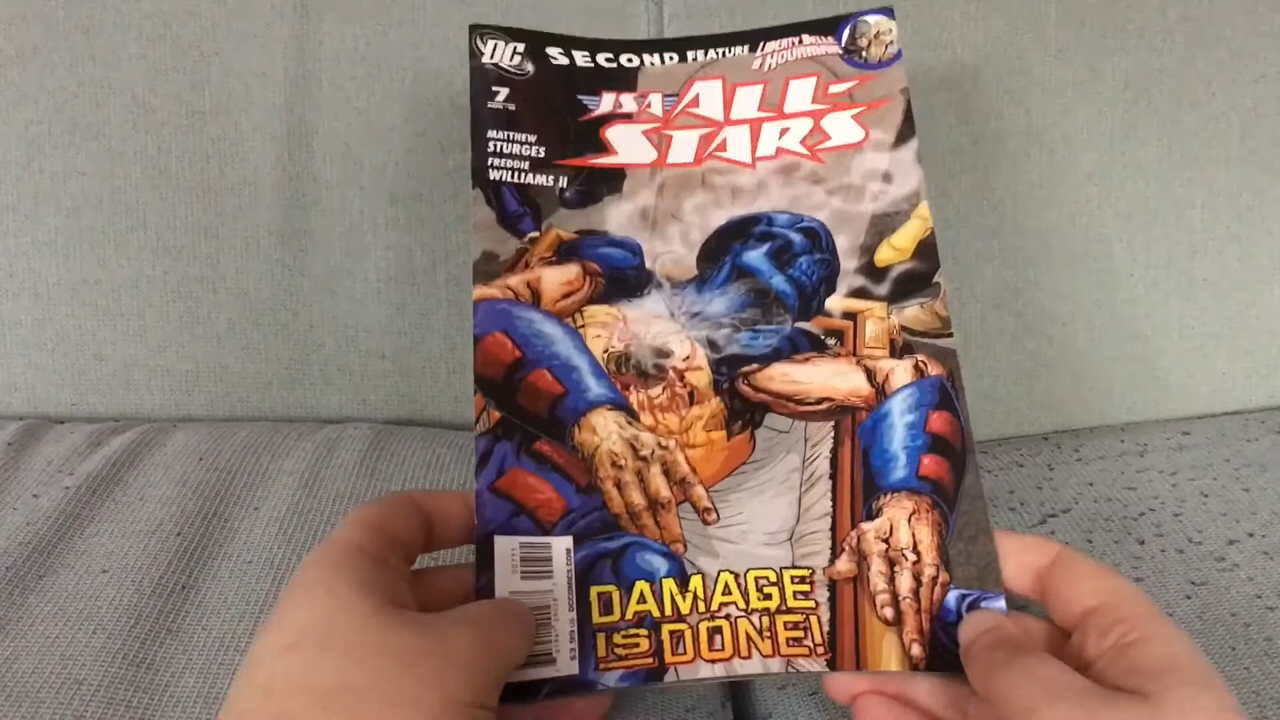 DC
SECOND FEATURE
LIBERTY BELLE
& HOURMAN
7
MATTHEW
STURGES
FREDDIE
WILLIAMS II
JSA ALL-
STARS
DAMAGE
IS DONE!
$3.99 US
DCCOMICS.COM
00711